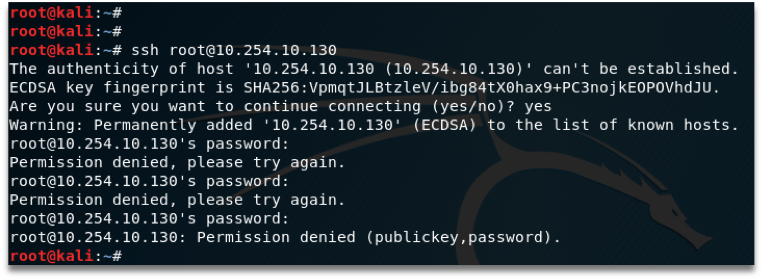 root@kali:~#
root@kali:~#
root@kali:~# ssh root@10.254.10.130
The authenticity of host '10.254.10.130 (10.254.10.130)' can't be established.
ECDSA key fingerprint is SHA256:VpmqtJLBtzleV/ibg84tX0hax9+PC3nojkEOPOVhdJU.
Are you sure you want to continue connecting (yes/no)? yes
Warning: Permanently added '10.254.10.130' (ECDSA) to the list of known hosts.
root@10.254.10.130's password:
Permission denied, please try again.
root@10.254.10.130's password:
Permission denied, please try again.
root@10.254.10.130's password:
root@10.254.10.130: Permission denied (publickey,password).
root@kali:~#